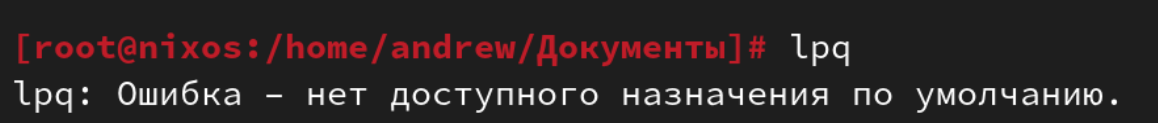 [root@nixos:/home/andrew/Документы]# lpq
lpq: Ошибка – нет доступного назначения по умолчанию.